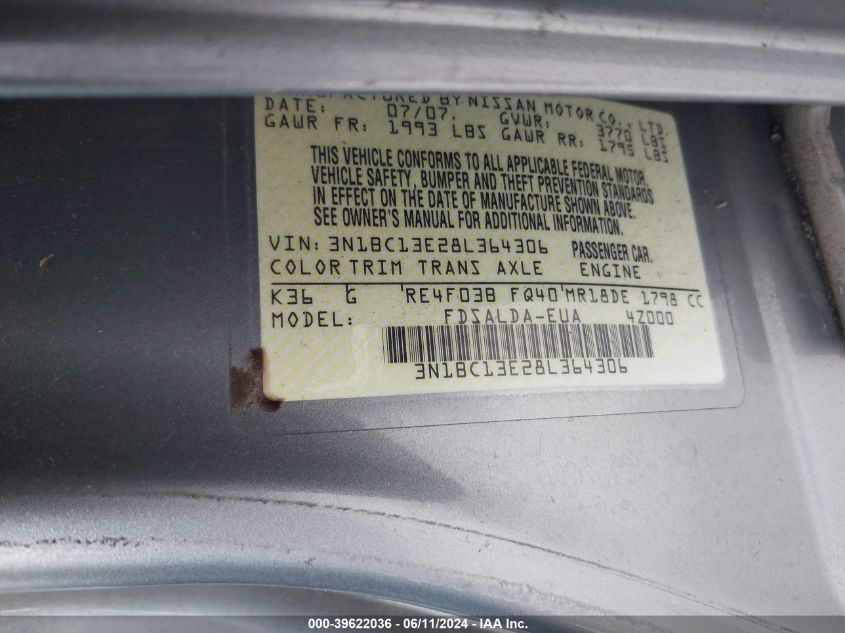 FACTURED BY NISSAN MOTOR CO., LTD.
DATE: 07/07. GVWR: 3770 LBS
GAWR FR: 1993 LBS GAWR RR: 1795 LBS
THIS VEHICLE CONFORMS TO ALL APPLICABLE FEDERAL MOTOR
VEHICLE SAFETY, BUMPER AND THEFT PREVENTION STANDARDS
IN EFFECT ON THE DATE OF MANUFACTURE SHOWN ABOVE.
SEE OWNER'S MANUAL FOR ADDITIONAL INFORMATION.
VIN: 3N1BC13E28L364306 PASSENGER CAR.
COLOR TRIM TRANS AXLE ENGINE
K36 G RE4F03B FQ40 MR18DE 1798 CC
MODEL: FDSALDA-EUA 4Z000
3N1BC13E28L364306
000-39622036 - 06/11/2024 - IAA Inc.